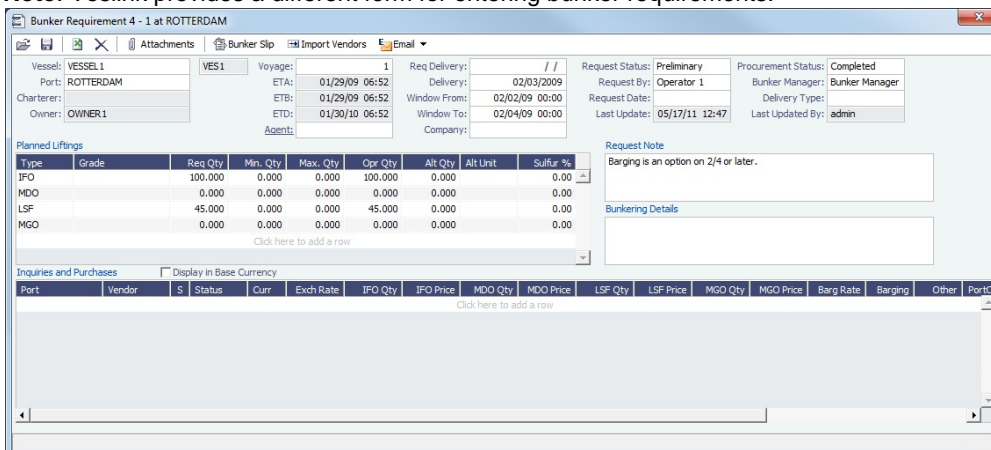 Note: Veslink provides a different form for entering bunker requirements.
Bunker Requirement 4 - 1 at ROTTERDAM
Attachments Bunker Slip Import Vendors Email
Vessel: VESSEL1 VES1 Voyage: 1 Req Delivery: / / Request Status: Preliminary Procurement Status: Completed
Port: ROTTERDAM ETA: 01/29/09 06:52 Delivery: 02/03/2009 Request By: Operator 1 Bunker Manager: Bunker Manager
Charterer: ETB: 01/29/09 06:52 Window From: 02/02/09 00:00 Request Date: Delivery Type:
Owner: OWNER1 ETD: 01/30/10 06:52 Window To: 02/04/09 00:00 Last Update: 05/17/11 12:47 Last Updated By: admin
Agent: Company:
Planned Liftings Request Note
Type Grade Req Qty Min. Qty Max. Qty Opr Qty Alt Qty Alt Unit Sulfur % Barging is an option on 2/4 or later.
IFO 100.000 0.000 0.000 100.000 0.000 0.00
MDO 0.000 0.000 0.000 0.000 0.000 0.00
LSF 45.000 0.000 0.000 45.000 0.000 0.00 Bunkering Details
MGO 0.000 0.000 0.000 0.000 0.000 0.00
Click here to add a row
Inquiries and Purchases Display in Base Currency
Port Vendor S Status Curr Exch Rate IFO Qty IFO Price MDO Qty MDO Price LSF Qty LSF Price MGO Qty MGO Price Barg Rate Barging Other PortC
Click here to add a row